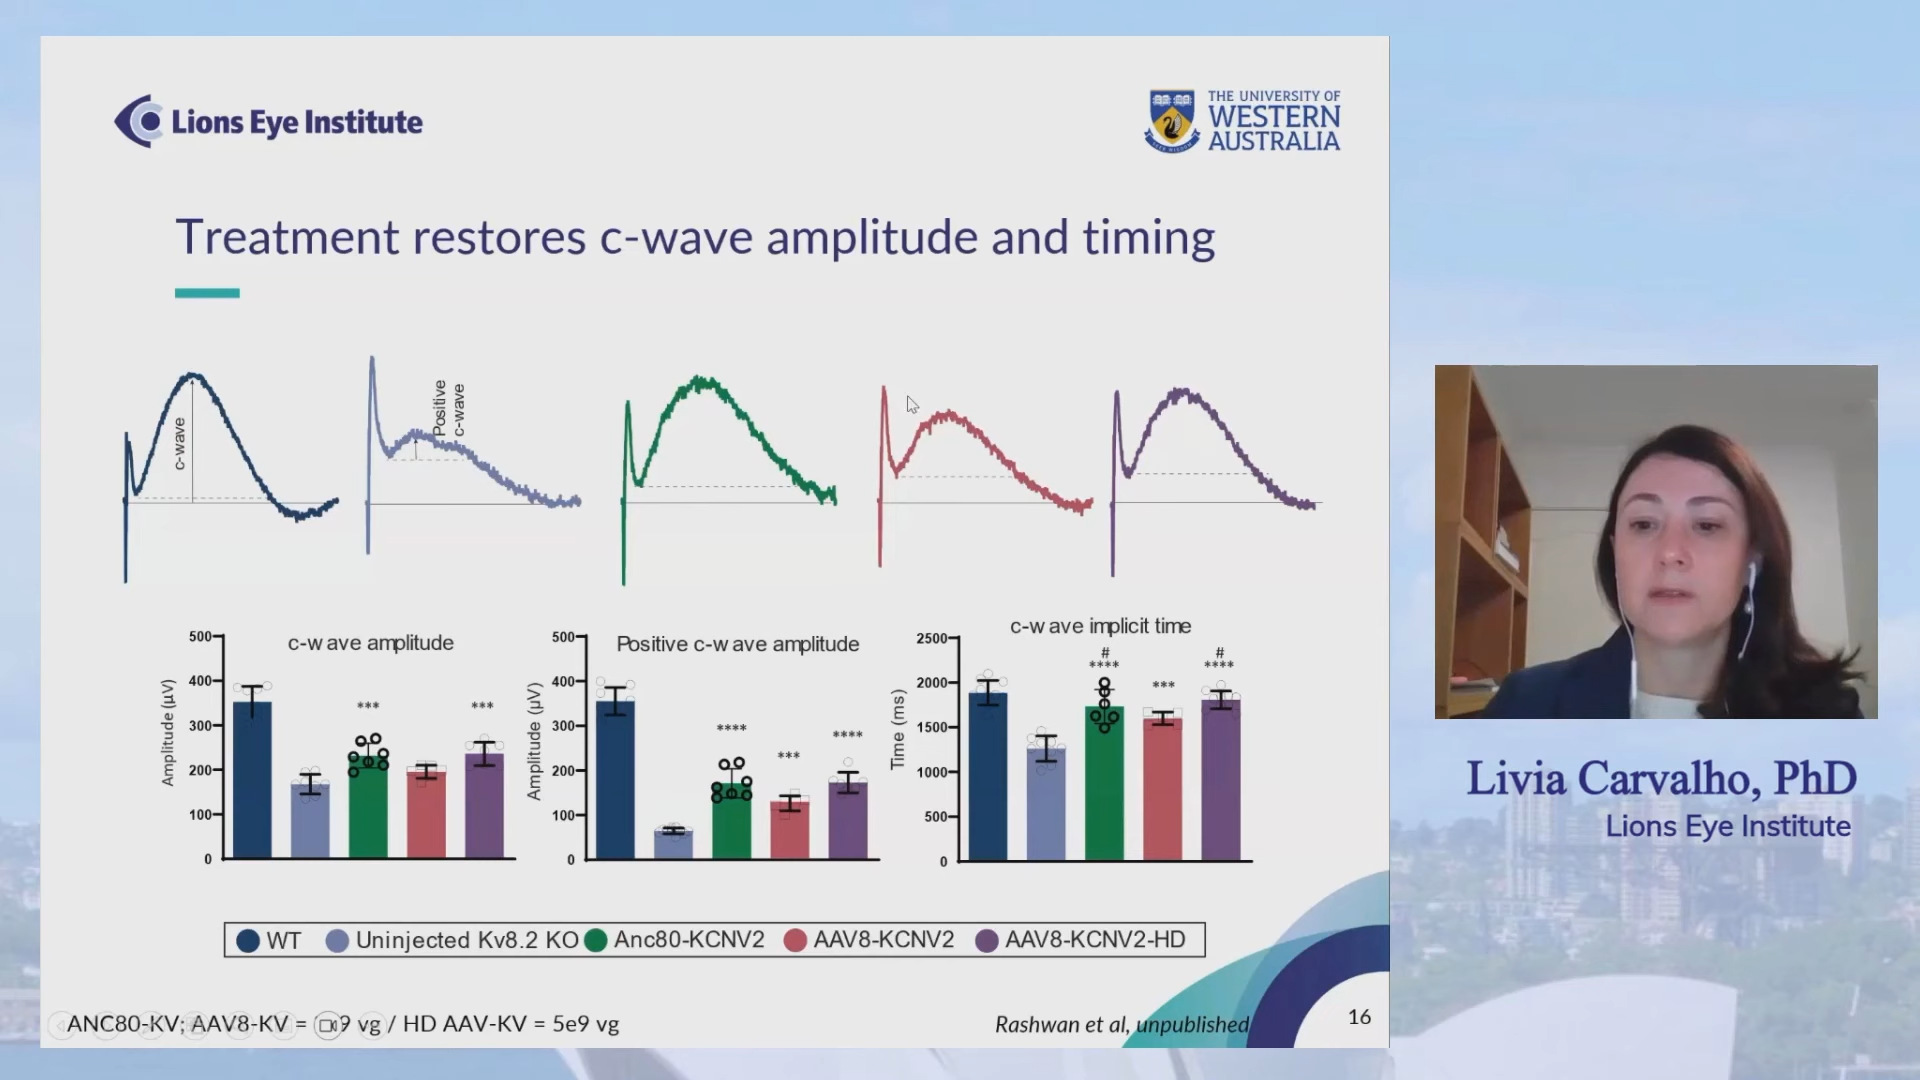 Lions Eye Institute
THE UNIVERSITY OF
WESTERN
AUSTRALIA
Treatment restores c-wave amplitude and timing
c-wave
Positive
c-wave
c-wave amplitude
Amplitude (µV)
500
400
300
200
100
0
***
***
Positive c-wave amplitude
Amplitude (µV)
500
400
300
200
100
0
****
***
****
c-wave implicit time
Time (ms)
2500
2000
1500
1000
500
0
#
****
***
#
****
WT
Uninjected Kv8.2 KO
Anc80-KCNV2
AAV8-KCNV2
AAV8-KCNV2-HD
ANC80-KV; AAV8-KV = 9 vg / HD AAV-KV = 5e9 vg
Rashwan et al, unpublished
16
Livia Carvalho, PhD
Lions Eye Institute